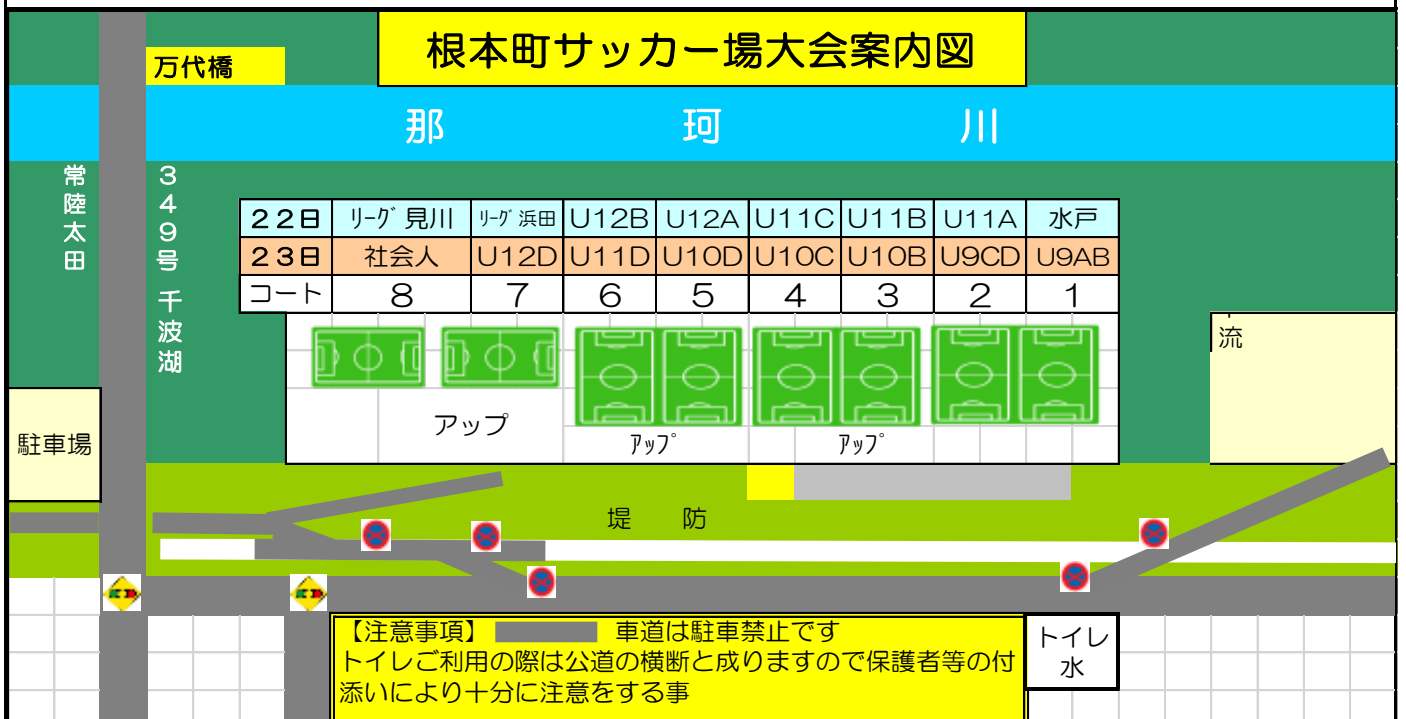 根本町サッカー場大会案内図
万代橋
那珂川
常陸太田
349号 千波湖
22日 リーグ 見川 リーグ 浜田 U12B U12A U11C U11B U11A 水戸
23日 社会人 U12D U11D U10D U10C U10B U9CD U9AB
コート 8 7 6 5 4 3 2 1
流
アップ
アップ
アップ
駐車場
堤防
【注意事項】 車道は駐車禁止です
トイレご利用の際は公道の横断と成りますので保護者等の付
添いにより十分に注意をする事
トイレ
水